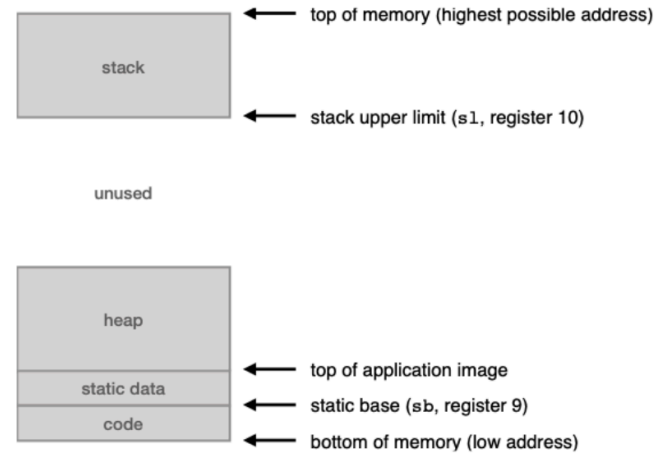 top of memory (highest possible address)
stack
stack upper limit (sl, register 10)
unused
heap
top of application image
static data
static base (sb, register 9)
code
bottom of memory (low address)